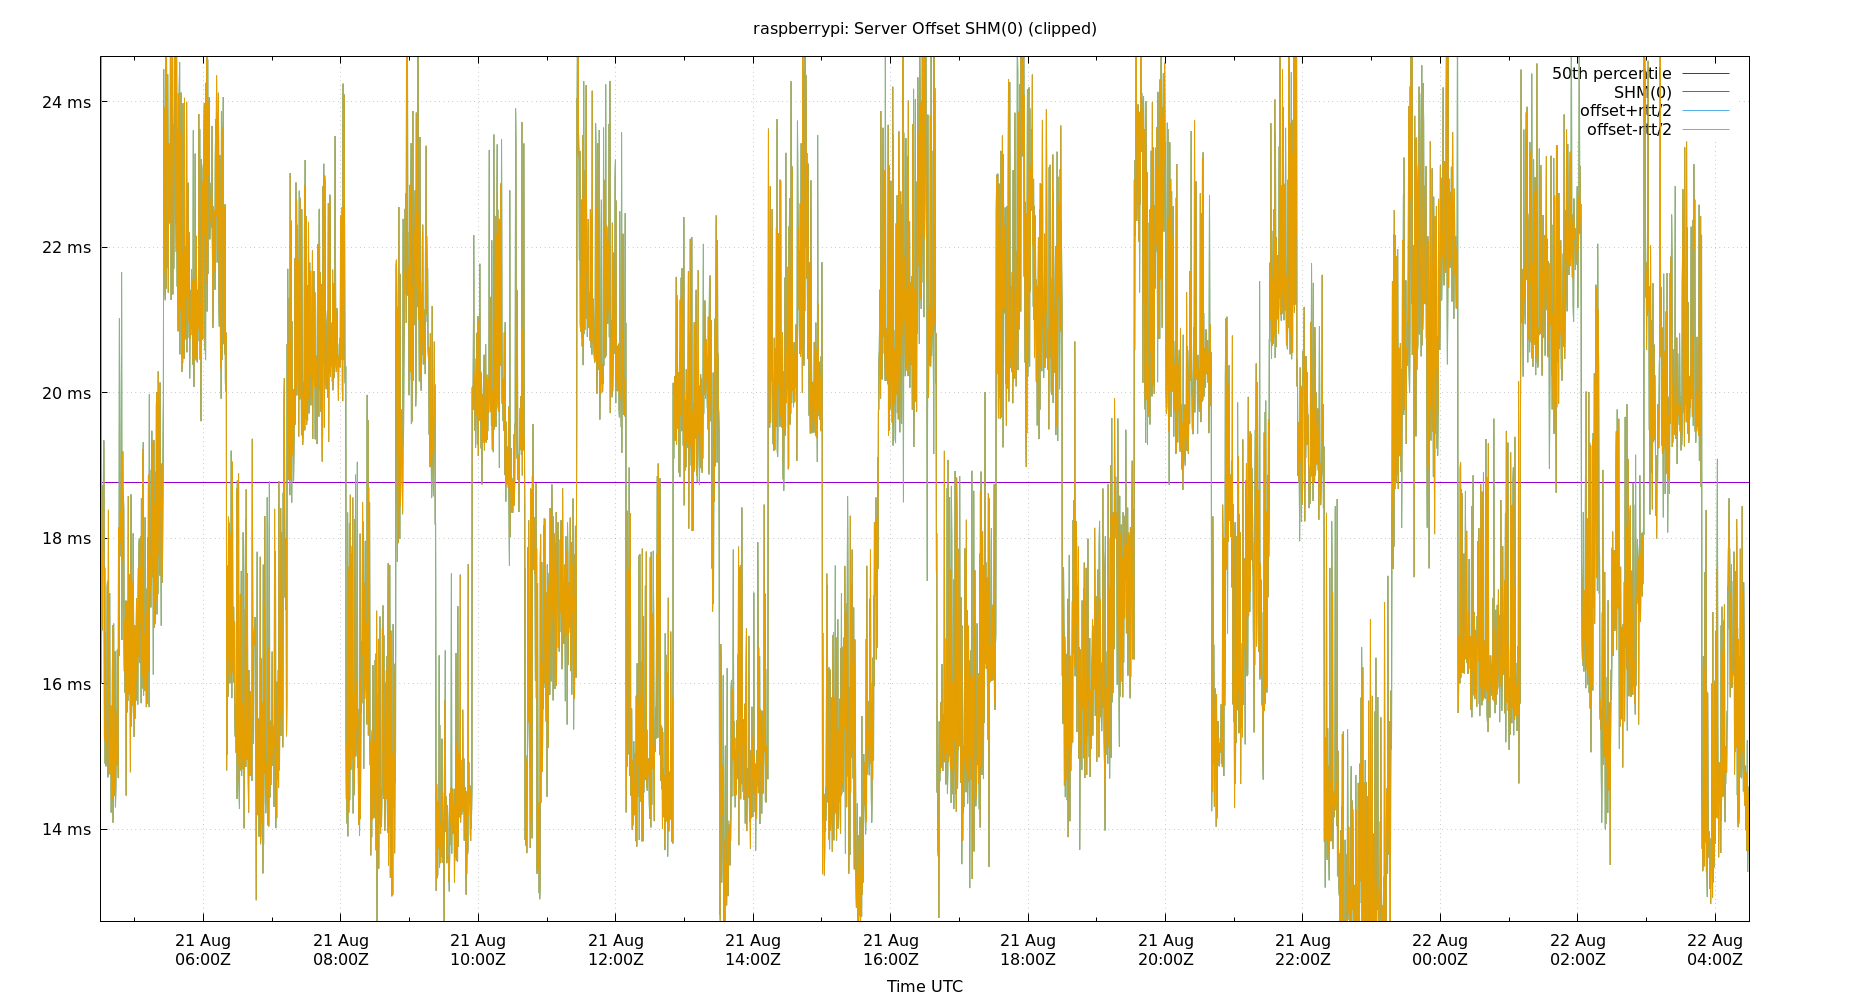 raspberrypi: Server Offset SHM(0) (clipped)
50th percentile
SHM(0)
offset+rtt/2
offset-rtt/2
24 ms
22 ms
20 ms
18 ms
16 ms
14 ms
21 Aug 21 Aug 21 Aug 21 Aug 21 Aug 21 Aug 21 Aug 21 Aug 21 Aug 22 Aug 22 Aug 22 Aug
06:00Z 08:00Z 10:00Z 12:00Z 14:00Z 16:00Z 18:00Z 20:00Z 22:00Z 00:00Z 02:00Z 04:00Z
Time UTC